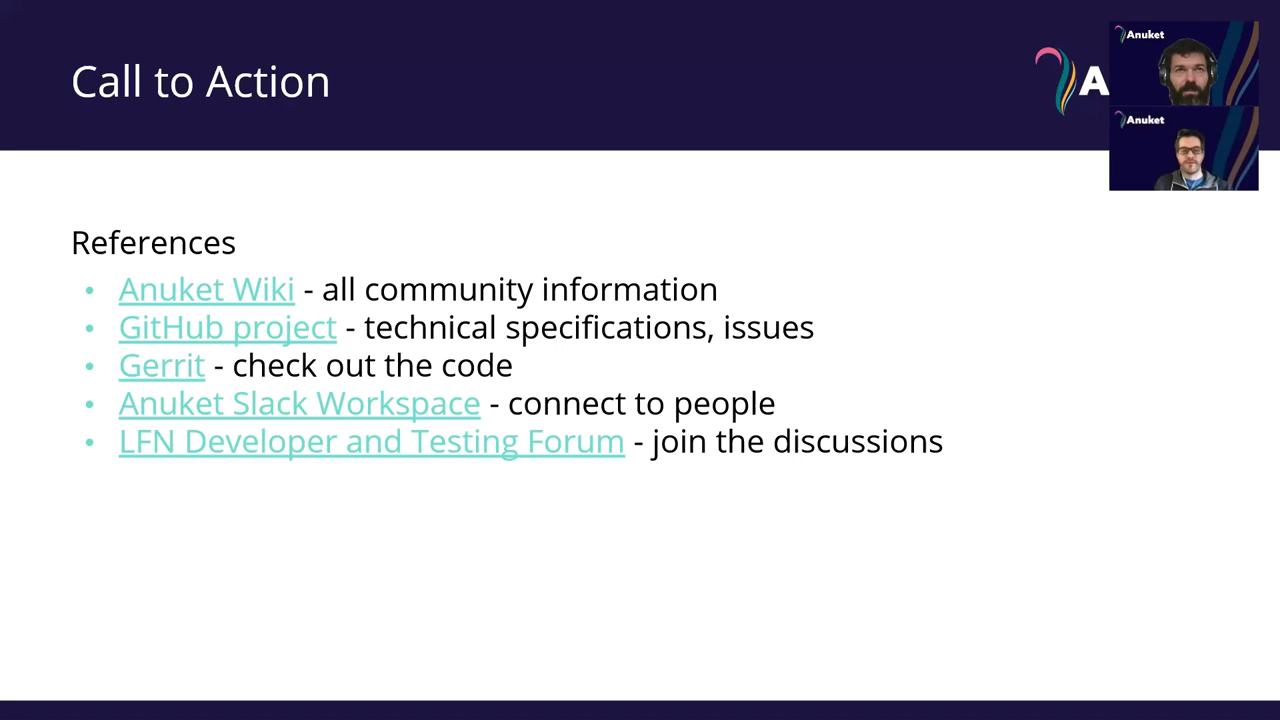 Call to Action
A
Anuket
Anuket
References
• Anuket Wiki - all community information
• GitHub project - technical specifications, issues
• Gerrit - check out the code
• Anuket Slack Workspace - connect to people
• LFN Developer and Testing Forum - join the discussions